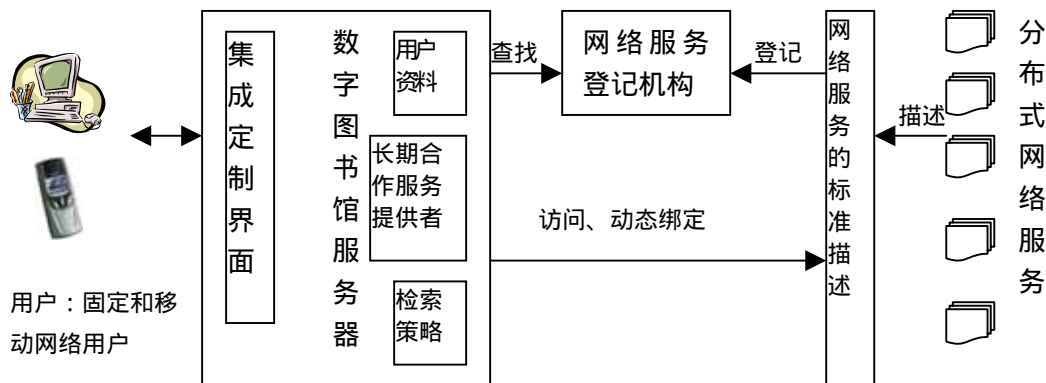 集成定制界面
数字图书馆服务器
用户
资料
长期合
作服务
提供者
检索
策略
查找
网络服务
登记机构
登记
访问、动态绑定
网络服务的标准描述
描述
分布式网络服务
用户：固定和移
动网络用户